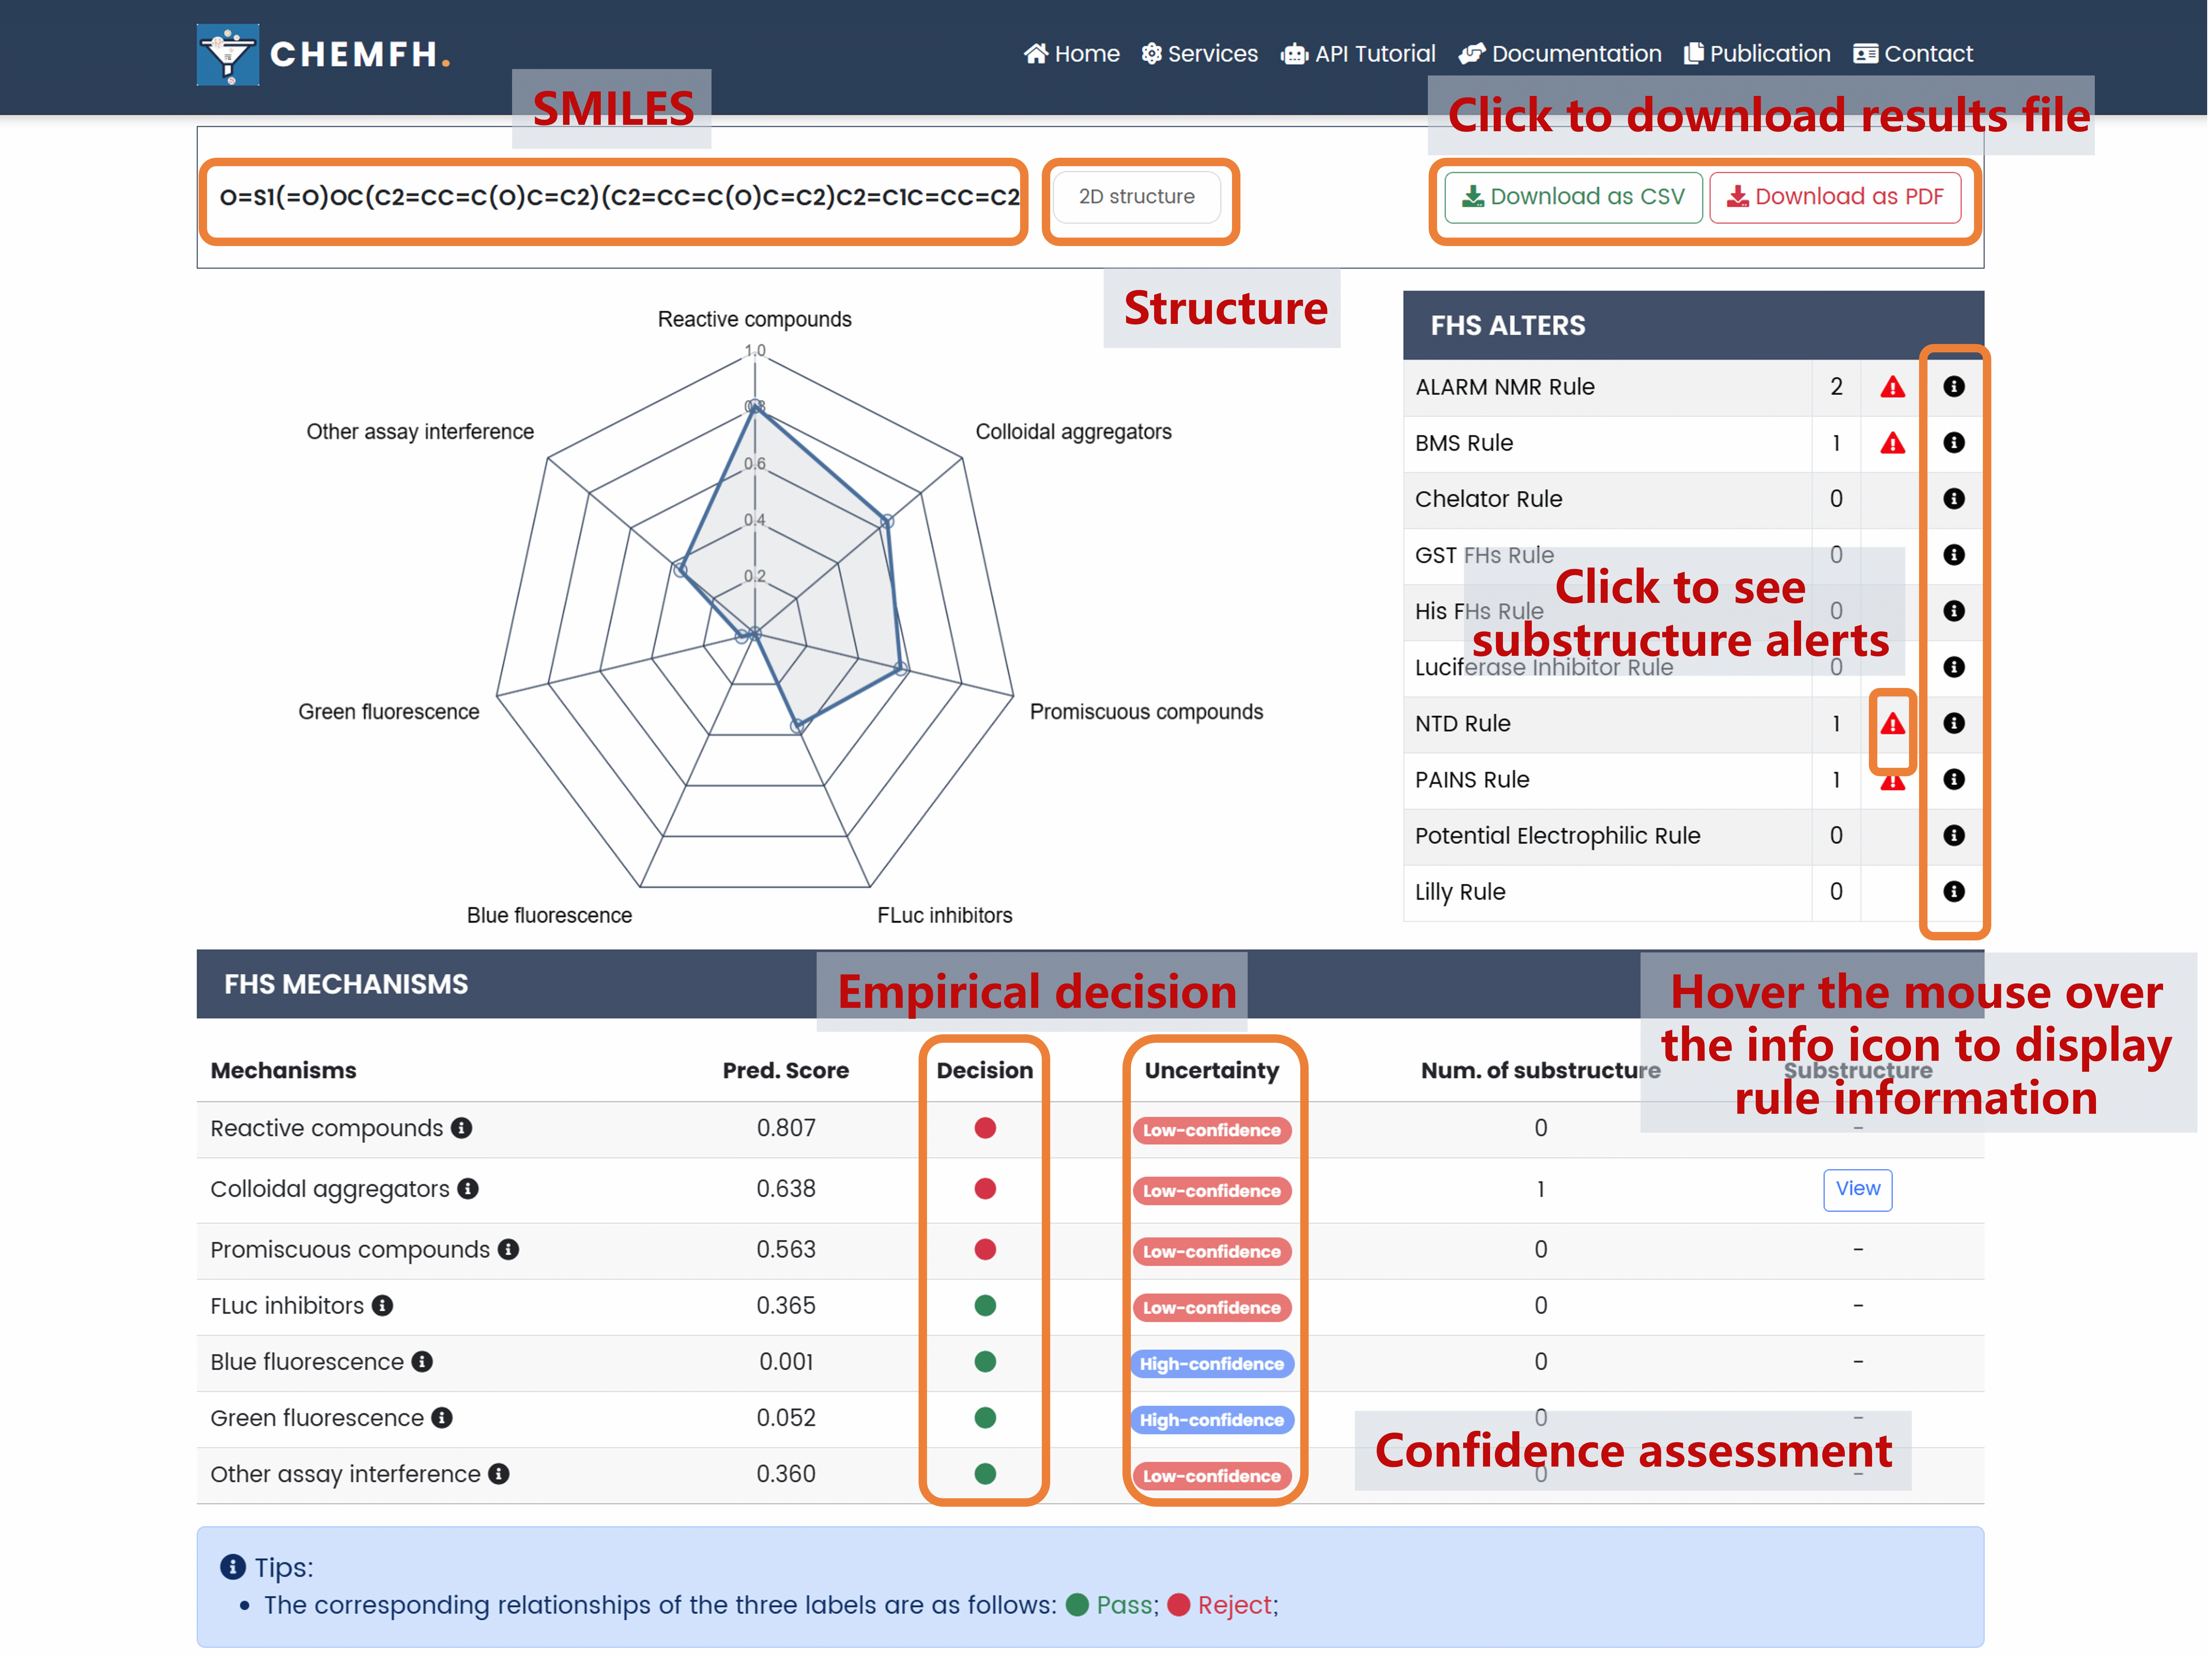 CHEMFH.
Home Services API Tutorial Documentation Publication Contact
SMILES
Click to download results file
O=S1(=O)OC(C2=CC=C(O)C=C2)(C2=CC=C(O)C=C2)C2=C1C=CC=C2
2D structure
Download as CSV
Download as PDF
Structure
Reactive compounds
1.0
0.8
0.6
0.4
0.2
Other assay interference
Colloidal aggregators
Green fluorescence
Promiscuous compounds
Blue fluorescence
FLuc inhibitors
FHS ALTERS
ALARM NMR Rule 2
BMS Rule 1
Chelator Rule 0
GST FHs Rule 0
His FHs Rule 0
Luciferase Inhibitor Rule 0
NTD Rule 1
PAINS Rule 1
Potential Electrophilic Rule 0
Lilly Rule 0
Click to see
substructure alerts
FHS MECHANISMS
Empirical decision
Hover the mouse over
the info icon to display
rule information
Mechanisms Pred. Score Decision Uncertainty Num. of substructure Substructure
Reactive compounds 0.807 Low-confidence 0 -
Colloidal aggregators 0.638 Low-confidence 1 View
Promiscuous compounds 0.563 Low-confidence 0 -
FLuc inhibitors 0.365 Low-confidence 0 -
Blue fluorescence 0.001 High-confidence 0 -
Green fluorescence 0.052 High-confidence 0 -
Other assay interference 0.360 Low-confidence 0 -
Confidence assessment
Tips:
• The corresponding relationships of the three labels are as follows: Pass; Reject;